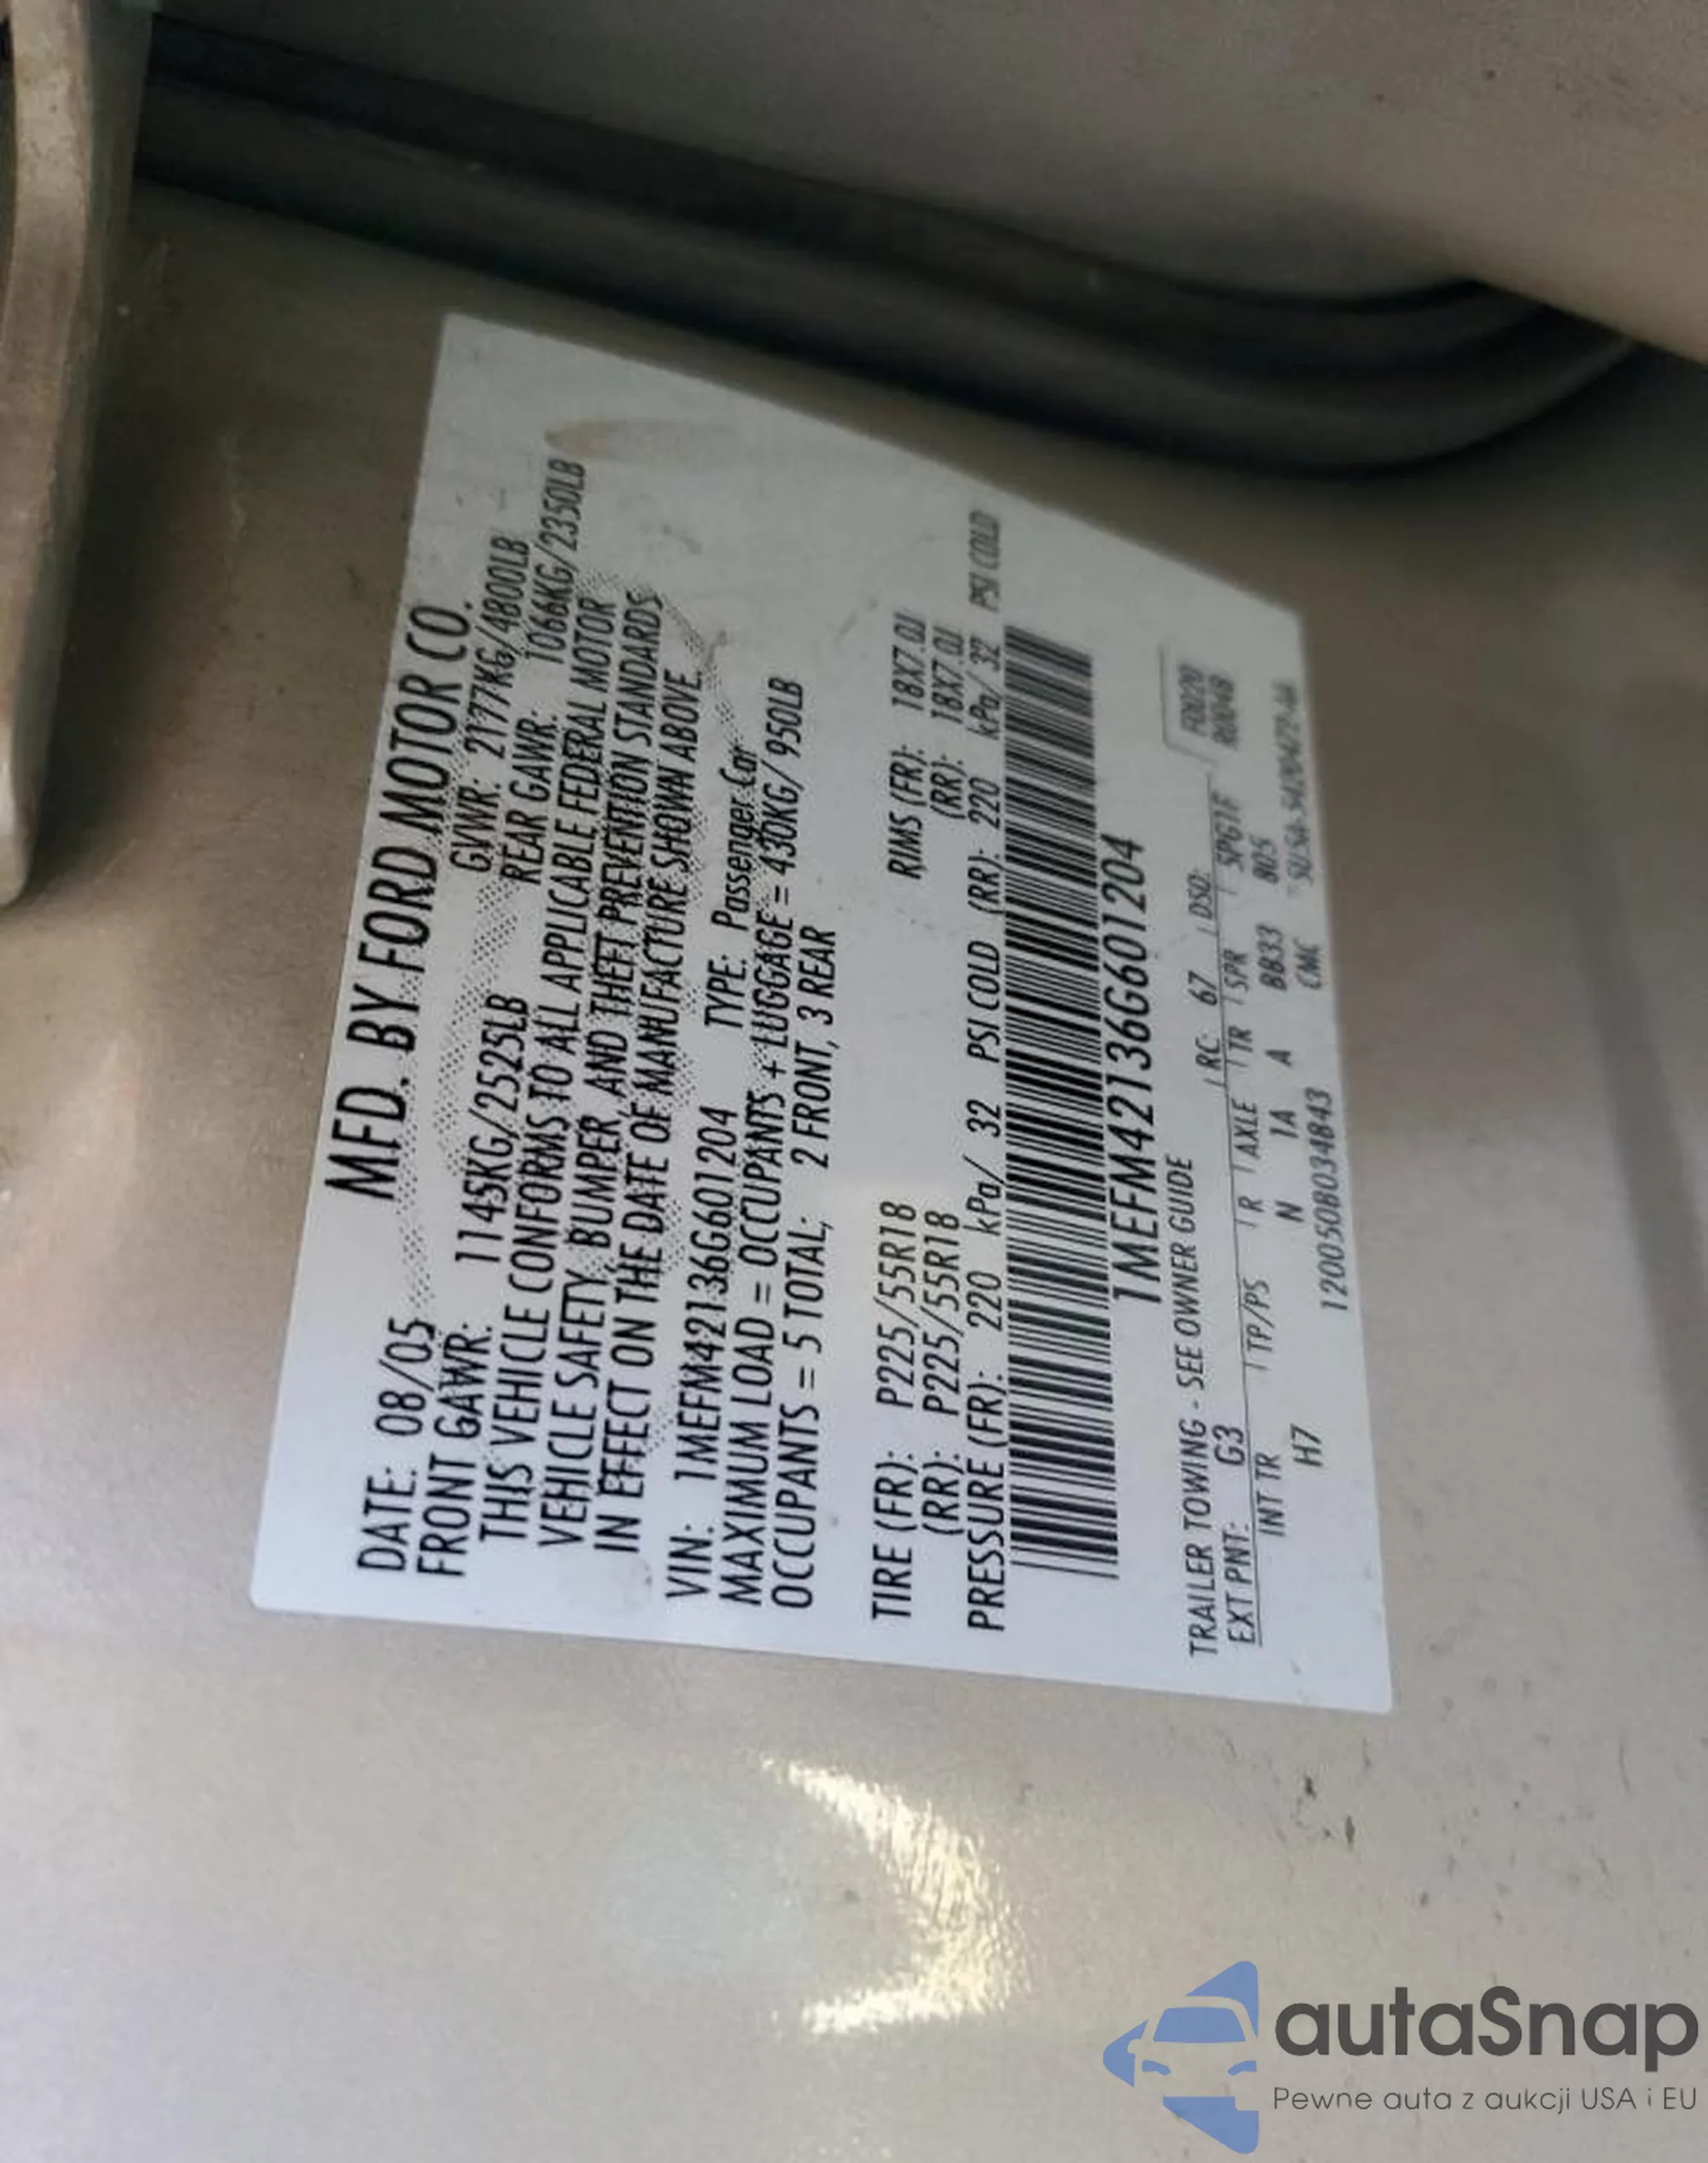 MFD. BY FORD MOTOR CO.
DATE: 08/05 GVWR: 2177KG/4800LB
FRONT GAWR: 1145KG/2525LB REAR GAWR: 1066KG/2350LB
THIS VEHICLE CONFORMS TO ALL APPLICABLE FEDERAL MOTOR
VEHICLE SAFETY, BUMPER, AND THEFT PREVENTION STANDARDS
IN EFFECT ON THE DATE OF MANUFACTURE SHOWN ABOVE.
VIN: 1MEFM42136G601204 TYPE: Passenger Car
MAXIMUM LOAD = OCCUPANTS + LUGGAGE = 430KG/ 950LB
OCCUPANTS = 5 TOTAL; 2 FRONT, 3 REAR
TIRE (FR): P225/55R18 RIMS (FR): 18X7.0J
(RR): P225/55R18 (RR): 18X7.0J
PRESSURE (FR): 220 kPa/ 32 PSI COLD (RR): 220 kPa/ 32 PSI COLD
1MEFM42136G601204
TRAILER TOWING - SEE OWNER GUIDE
F0020
R0048
EXT PNT: G3 RC: 67 DSO:
INT TR TP/PS R AXLE TR SPR SPGTF
H7 N 1A A BB33 B05
120050B034843 CMC
autaSnap
Pewne auta z aukcji USA i EU